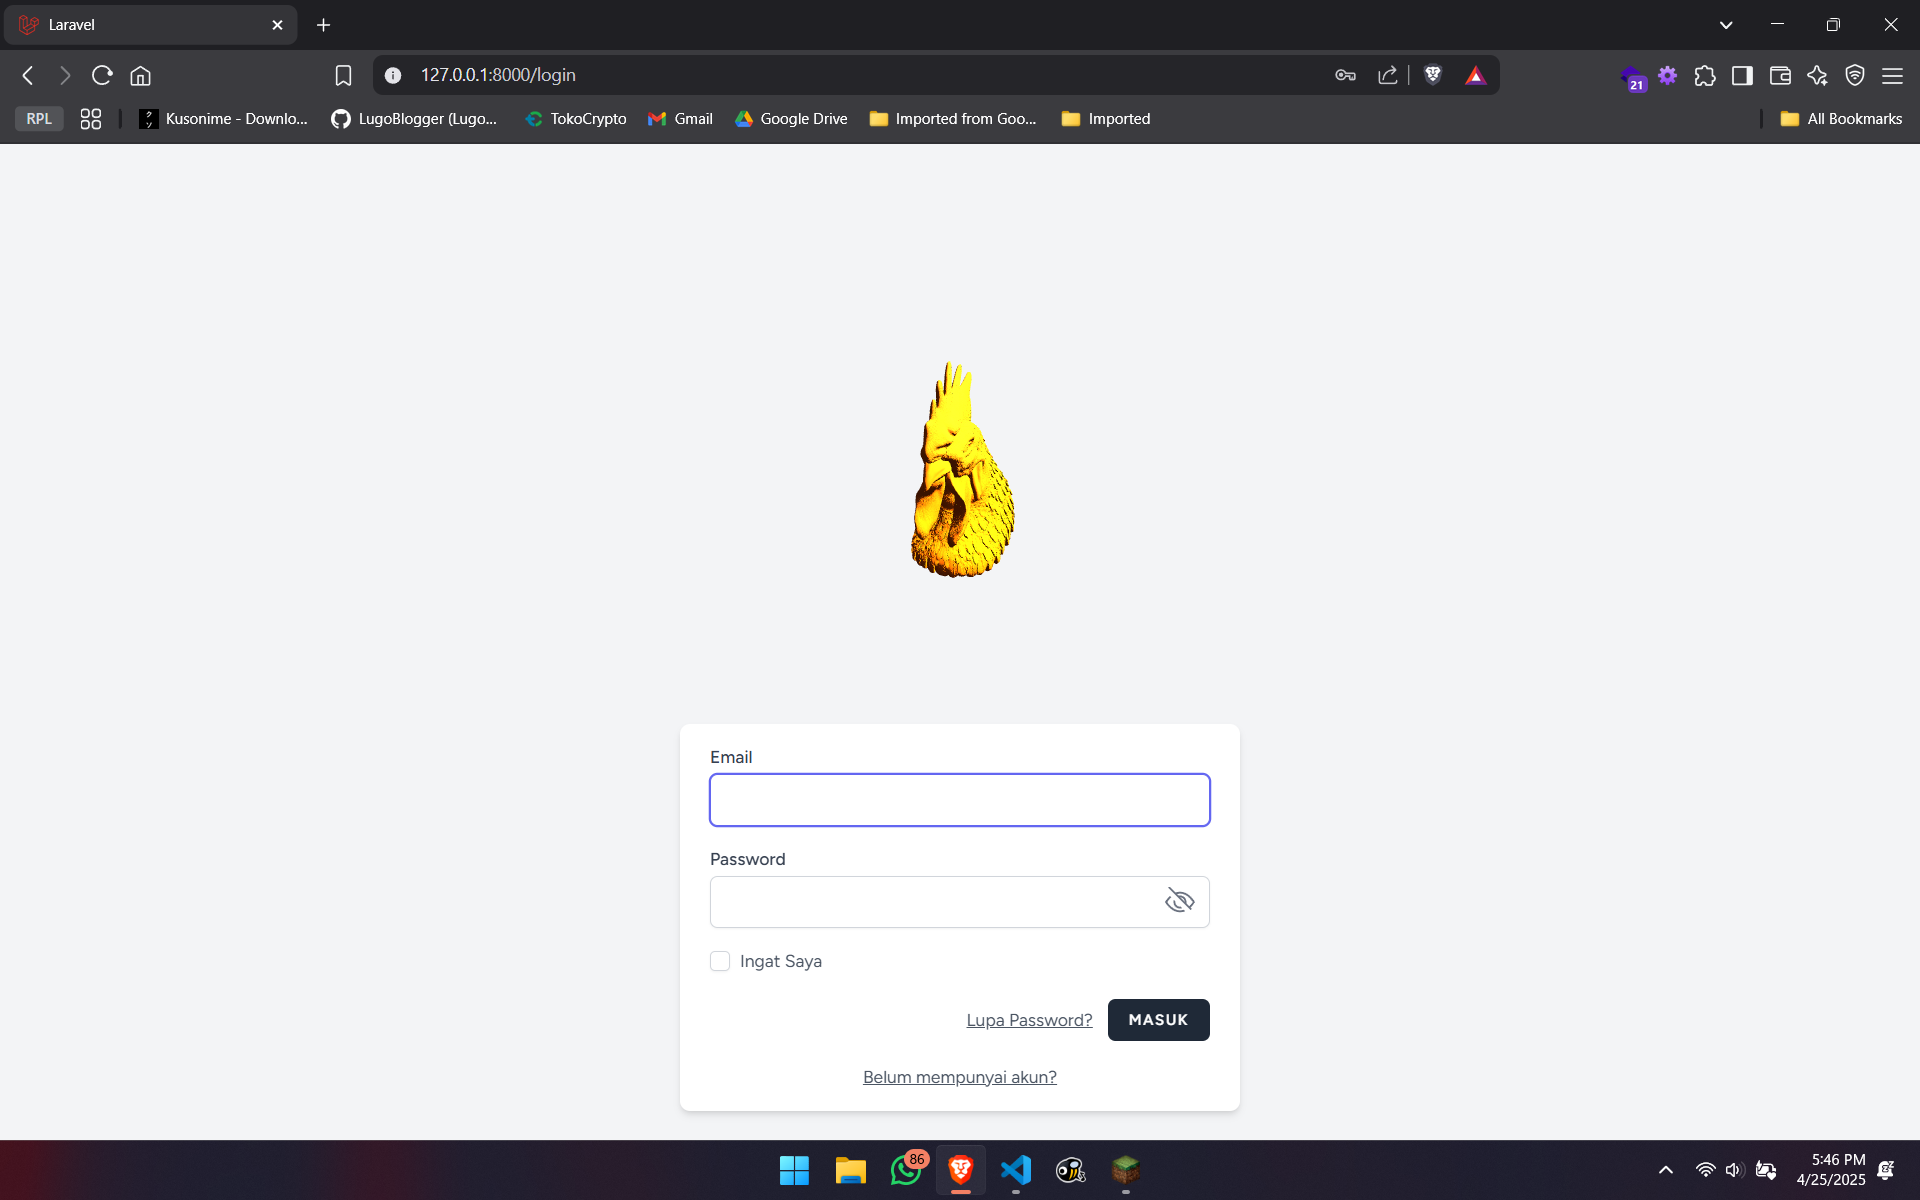 Laravel
127.0.0.1:8000/login
21
RPL
Kusonime - Downlo...
LugoBlogger (Lugo...
TokoCrypto
Gmail
Google Drive
Imported from Goo...
Imported
All Bookmarks
Email
Password
Ingat Saya
Lupa Password?
MASUK
Belum mempunyai akun?
86
5:46 PM
4/25/2025